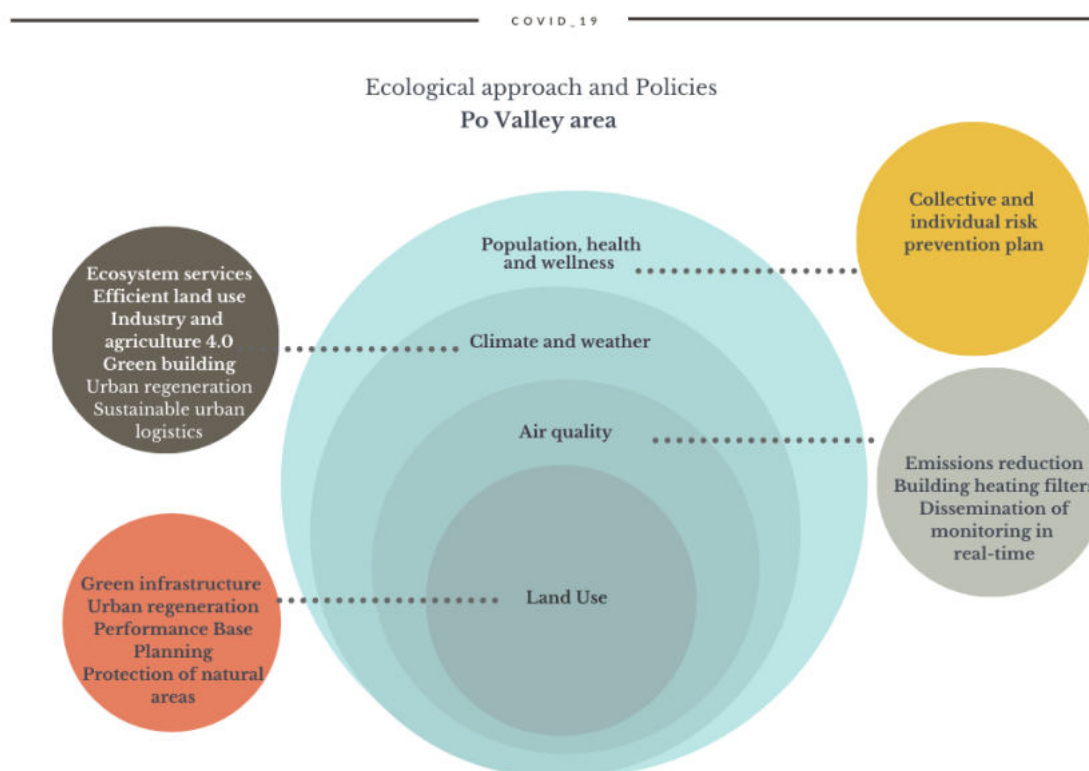 COVID_19
Ecological approach and Policies
Po Valley area
Collective and
individual risk
prevention plan
Population, health
and wellness
Ecosystem services
Efficient land use
Industry and
agriculture 4.0
Green building
Urban regeneration
Sustainable urban
logistics
Climate and weather
Air quality
Emissions reduction
Building heating filters
Dissemination of
monitoring in
real-time
Green infrastructure
Urban regeneration
Performance Base
Planning
Protection of natural
areas
Land Use